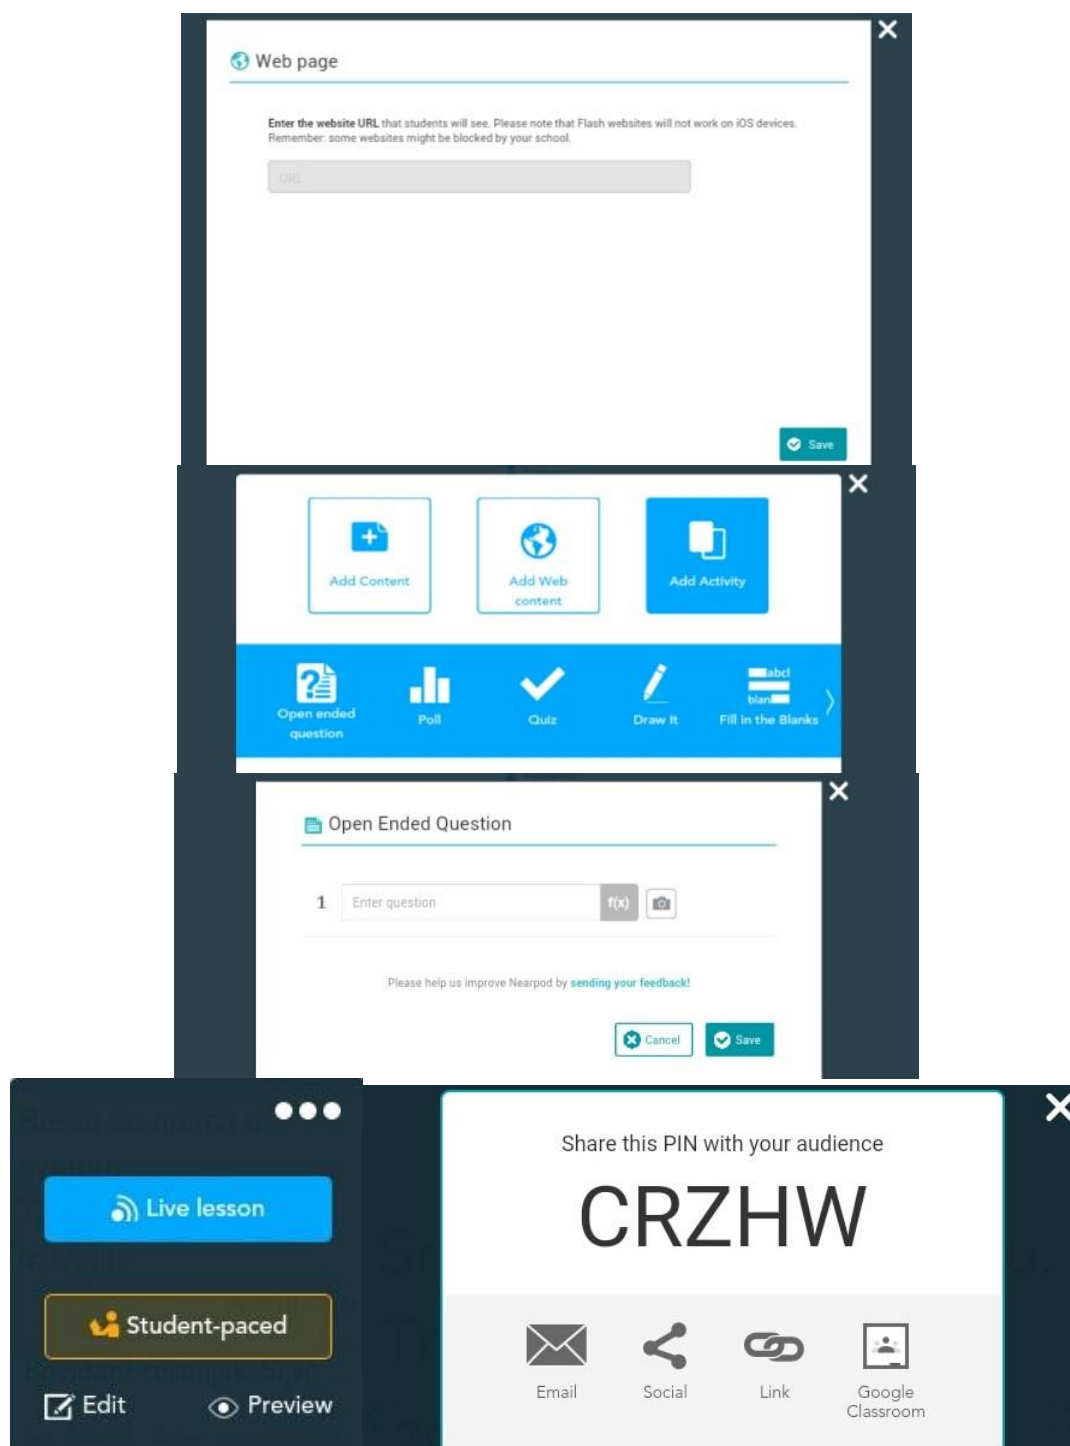 Web page
Enter the website URL that students will see. Please note that Flash websites will not work on iOS devices.
Remember: some websites might be blocked by your school.
URL
Save
Add Content
Add Web
content
Add Activity
Open ended
question
Poll
Quiz
Draw It
abcl
blan
Fill in the Blanks
Open Ended Question
1 Enter question f(x)
Please help us improve Nearpod by sending your feedback!
Cancel Save
Live lesson
Student-paced
Edit Preview
Share this PIN with your audience
CRZHW
Email Social Link Google
Classroom